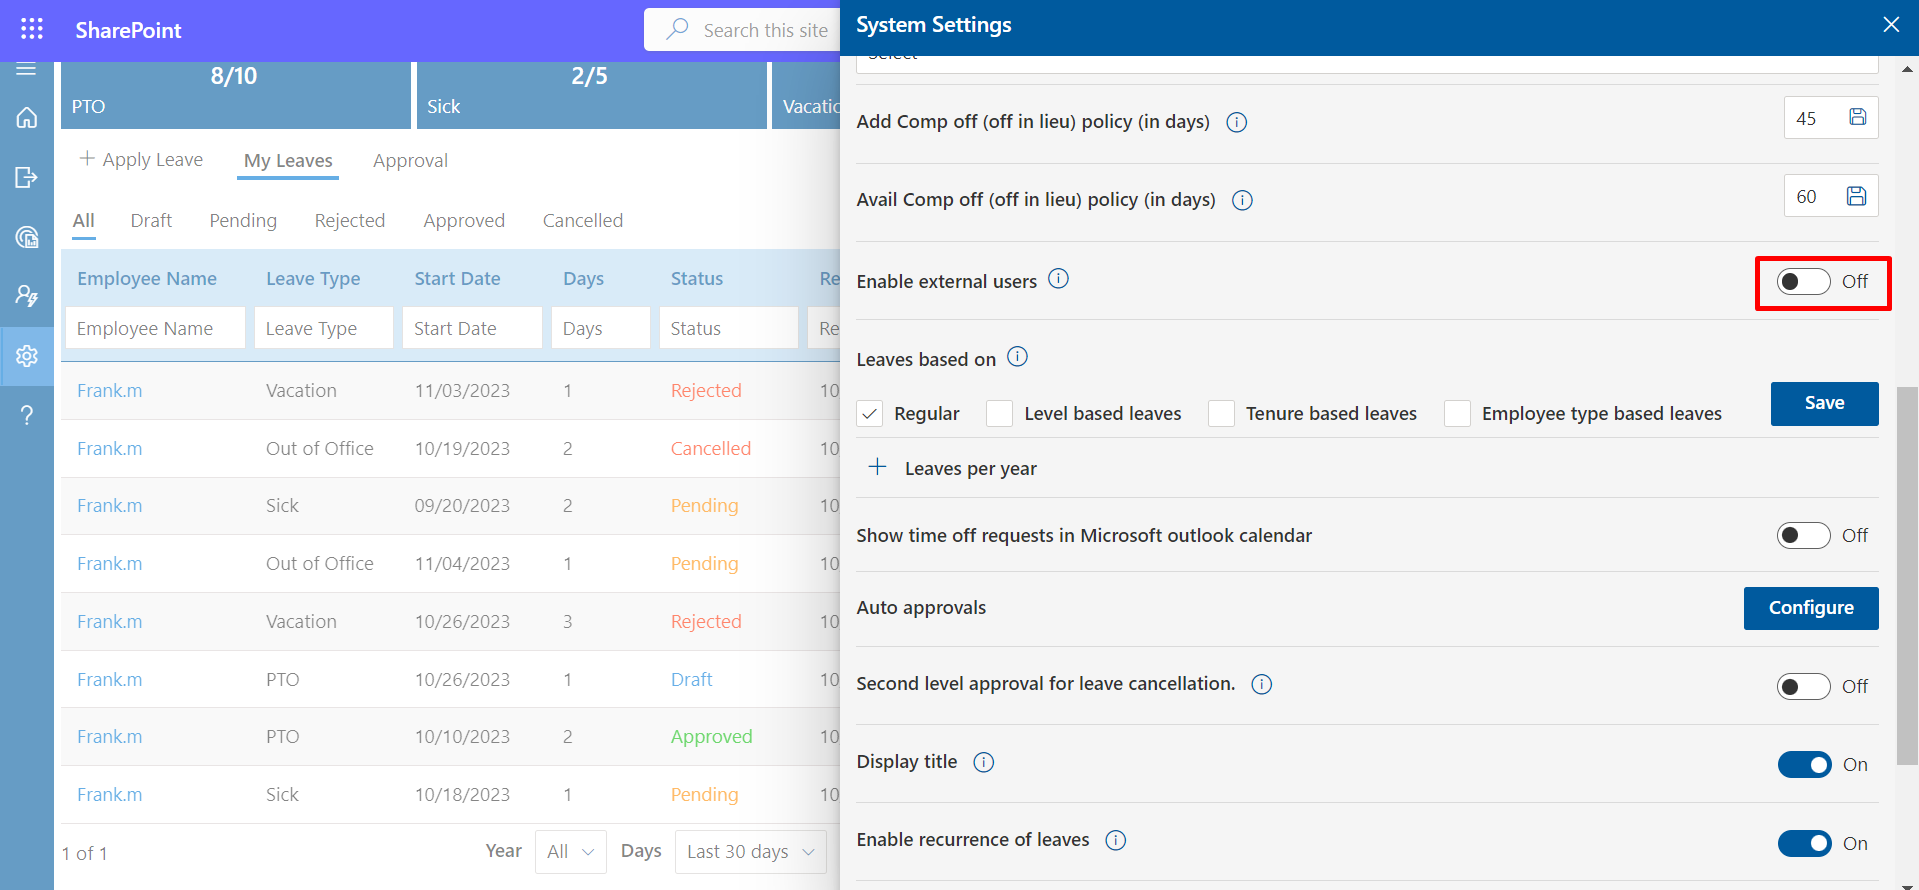 SharePoint
Search this site
8/10
PTO
2/5
Sick
Vacatio
Apply Leave
My Leaves
Approval
All
Draft
Pending
Rejected
Approved
Cancelled
Employee Name Leave Type Start Date Days Status Re
Employee Name Leave Type Start Date Days Status Re
Frank.m Vacation 11/03/2023 1 Rejected 10
Frank.m Out of Office 10/19/2023 2 Cancelled 10
Frank.m Sick 09/20/2023 2 Pending 10
Frank.m Out of Office 11/04/2023 1 Pending 10
Frank.m Vacation 10/26/2023 3 Rejected 10
Frank.m PTO 10/26/2023 1 Draft 10
Frank.m PTO 10/10/2023 2 Approved 10
Frank.m Sick 10/18/2023 1 Pending 10
1 of 1
Year All Days Last 30 days
System Settings
Select
Add Comp off (off in lieu) policy (in days) 45
Avail Comp off (off in lieu) policy (in days) 60
Enable external users Off
Leaves based on
Regular Level based leaves Tenure based leaves Employee type based leaves
Save
Leaves per year
Show time off requests in Microsoft outlook calendar Off
Auto approvals Configure
Second level approval for leave cancellation. Off
Display title On
Enable recurrence of leaves On